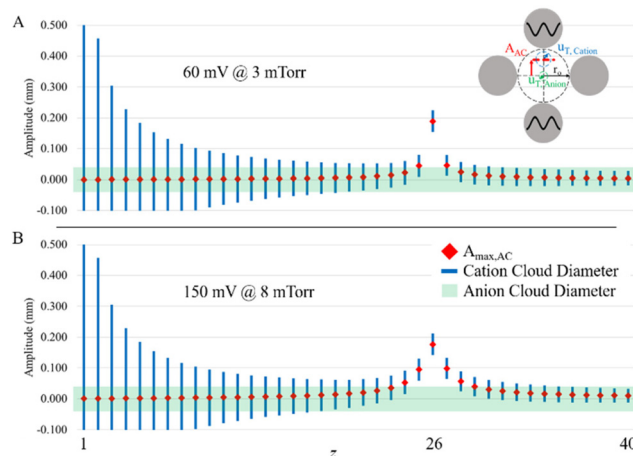 A
0.500
0.400
0.300
0.200
0.100
0.000
-0.100
Amplitude (mm)
60 mV @ 3 mTorr
A_AC
u_T, Cation
r_o
u_T, Anion
B
0.500
0.400
0.300
0.200
0.100
0.000
-0.100
Amplitude (mm)
150 mV @ 8 mTorr
A_max,AC
Cation Cloud Diameter
Anion Cloud Diameter
1
26
40
z